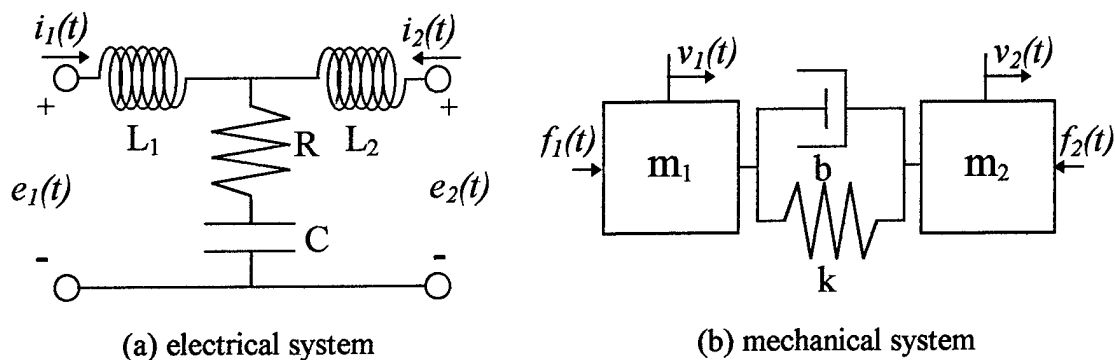 i₁(t)
i₂(t)
+
+
L₁
R
L₂
e₁(t)
e₂(t)
C
-
-
(a) electrical system
v₁(t)
v₂(t)
f₁(t)
m₁
b
m₂
f₂(t)
k
(b) mechanical system